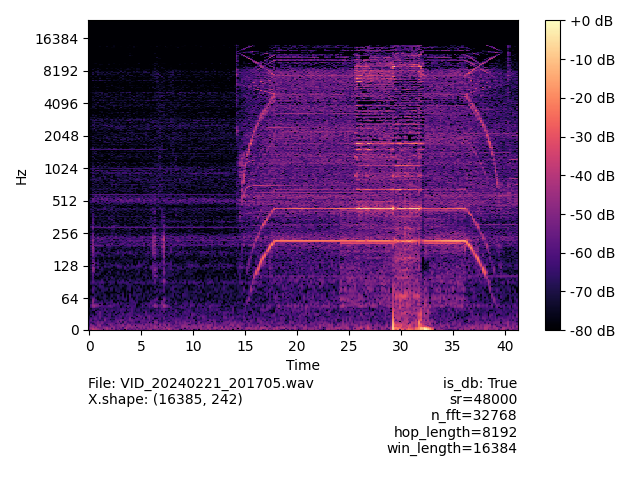 16384
8192
4096
2048
1024
512
256
128
64
0
Hz
0 5 10 15 20 25 30 35 40
Time
+0 dB
-10 dB
-20 dB
-30 dB
-40 dB
-50 dB
-60 dB
-70 dB
-80 dB
File: VID_20240221_201705.wav
X.shape: (16385, 242)
is_db: True
sr=48000
n_fft=32768
hop_length=8192
win_length=16384